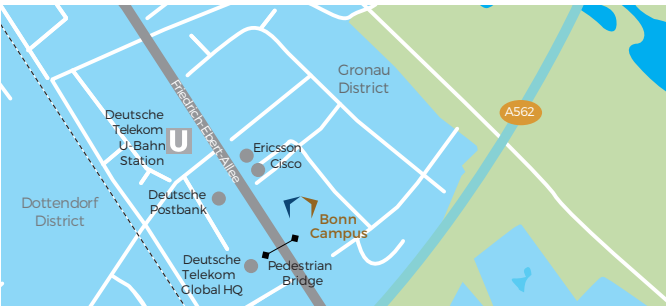 Gronau
District
A562
Friedrich-Ebert-Allee
Deutsche
Telekom
U-Bahn
Station
U
Ericsson
Cisco
Deutsche
Postbank
Dottendorf
District
Bonn
Campus
Deutsche
Telekom
Global HQ
Pedestrian
Bridge